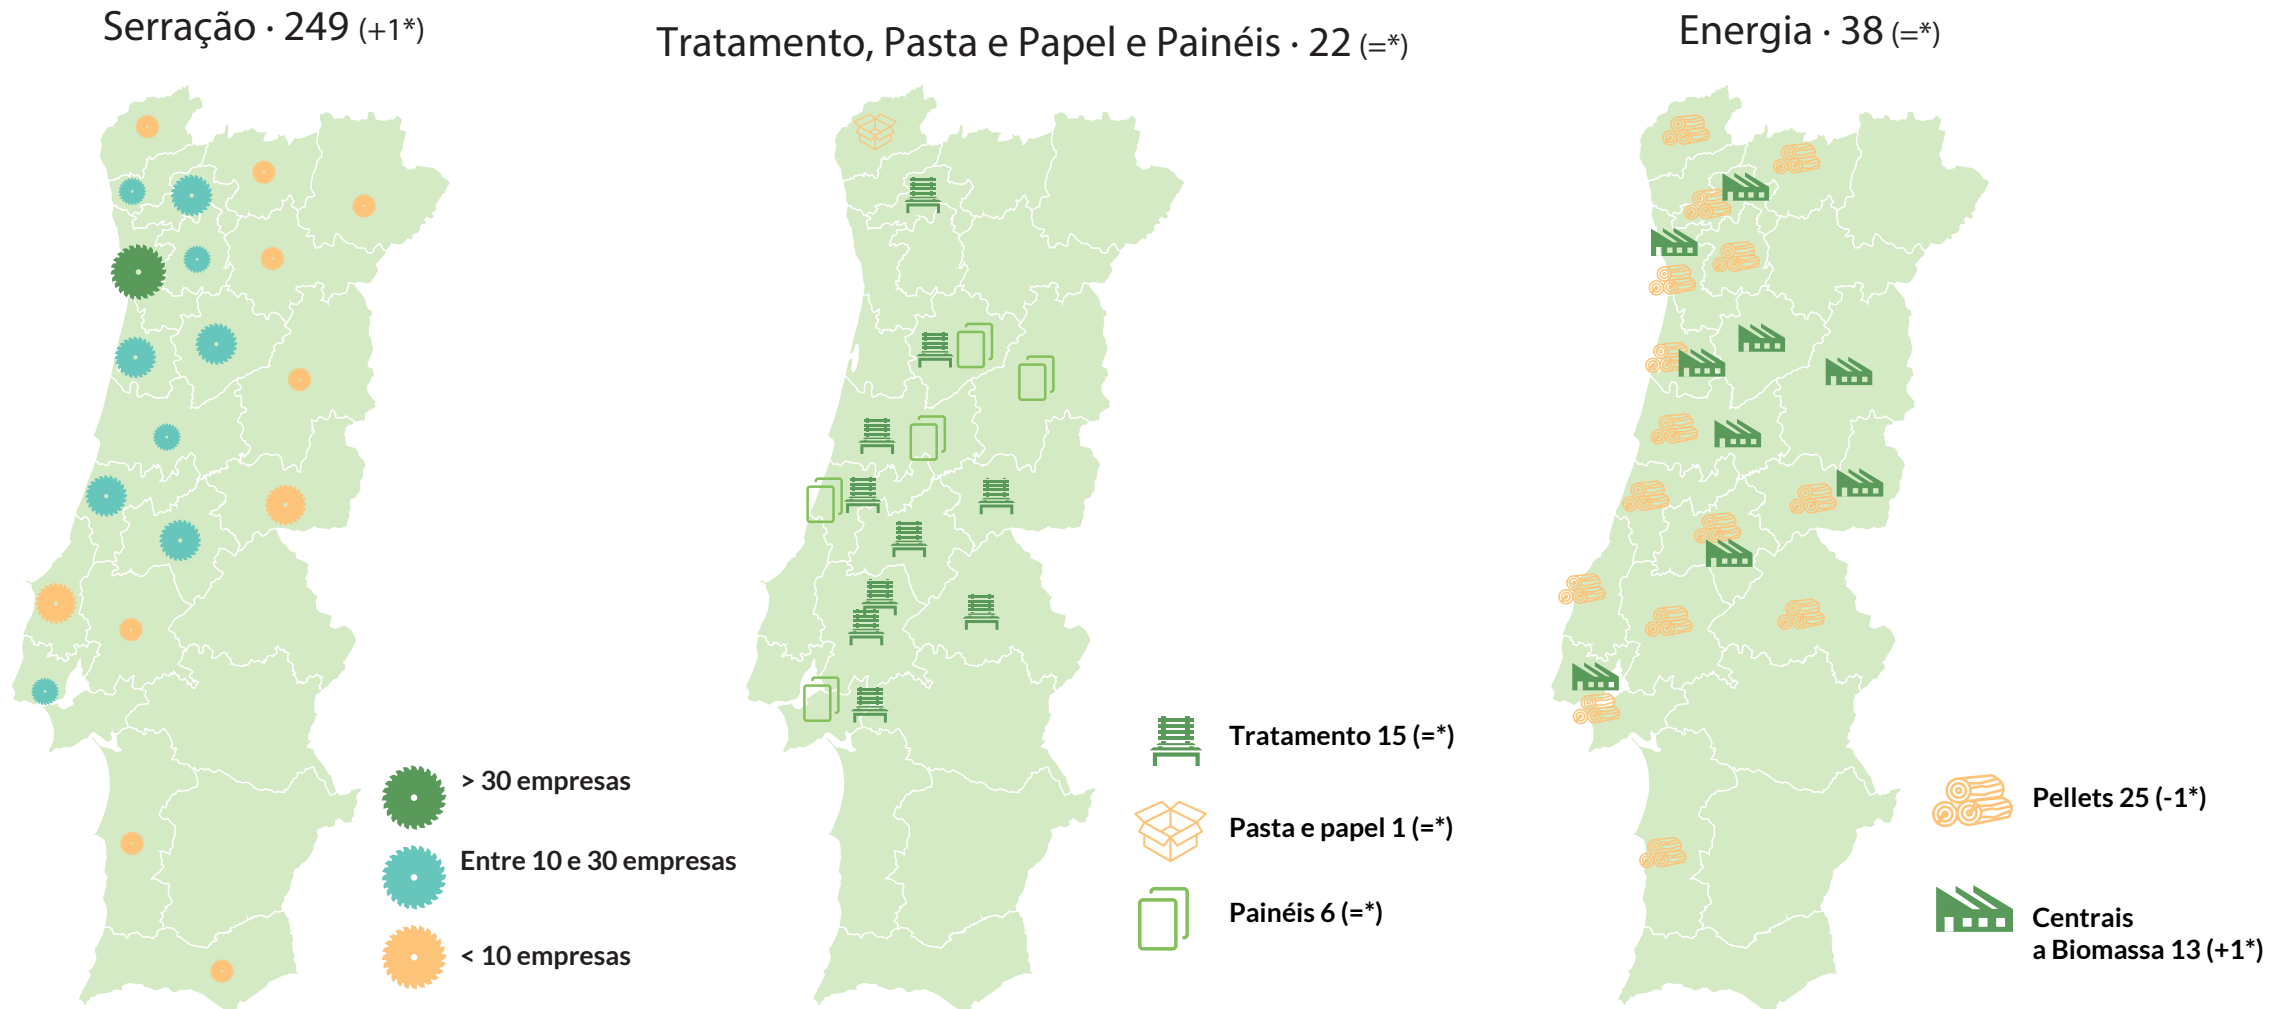 Serração · 249 (+1*)
Tratamento, Pasta e Papel e Painéis · 22 (=*)
Energia · 38 (=*)
> 30 empresas
Entre 10 e 30 empresas
< 10 empresas
Tratamento 15 (=*)
Pasta e papel 1 (=*)
Painéis 6 (=*)
Pellets 25 (-1*)
Centrais
a Biomassa 13 (+1*)